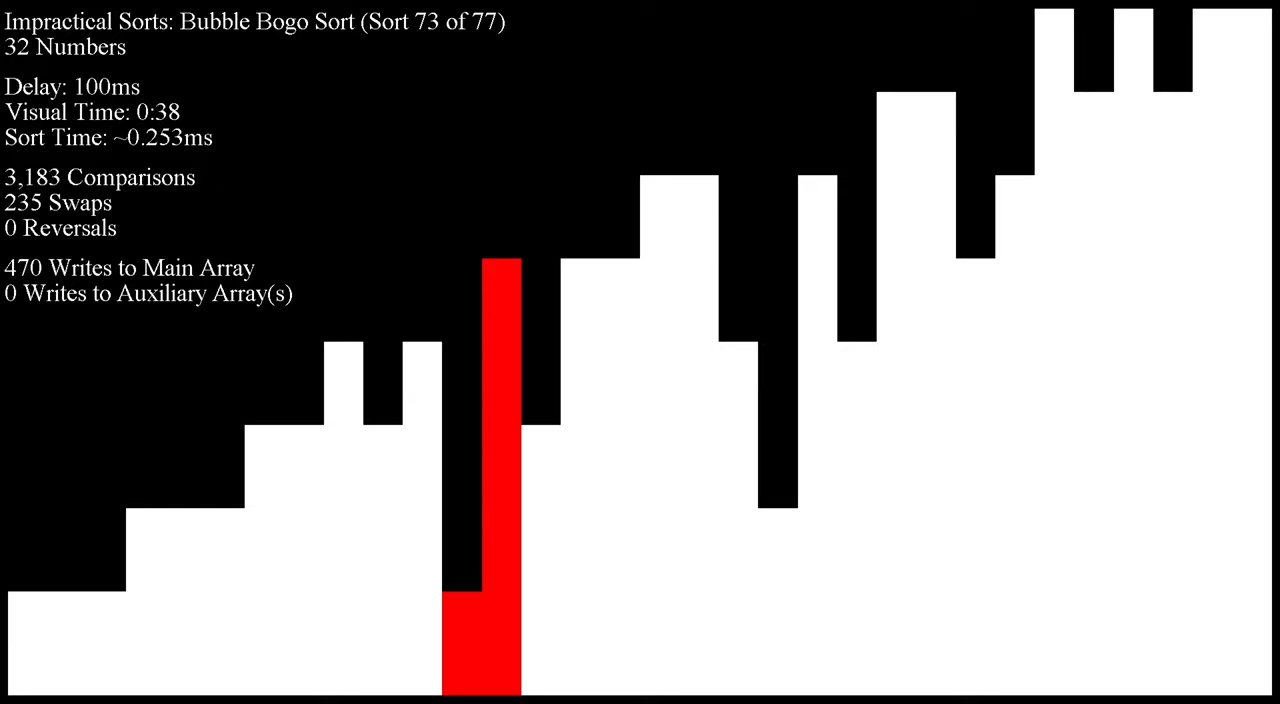 Impractical Sorts: Bubble Bogo Sort (Sort 73 of 77)
32 Numbers
Delay: 100ms
Visual Time: 0:38
Sort Time: ~0.253ms
3,183 Comparisons
235 Swaps
0 Reversals
470 Writes to Main Array
0 Writes to Auxiliary Array(s)